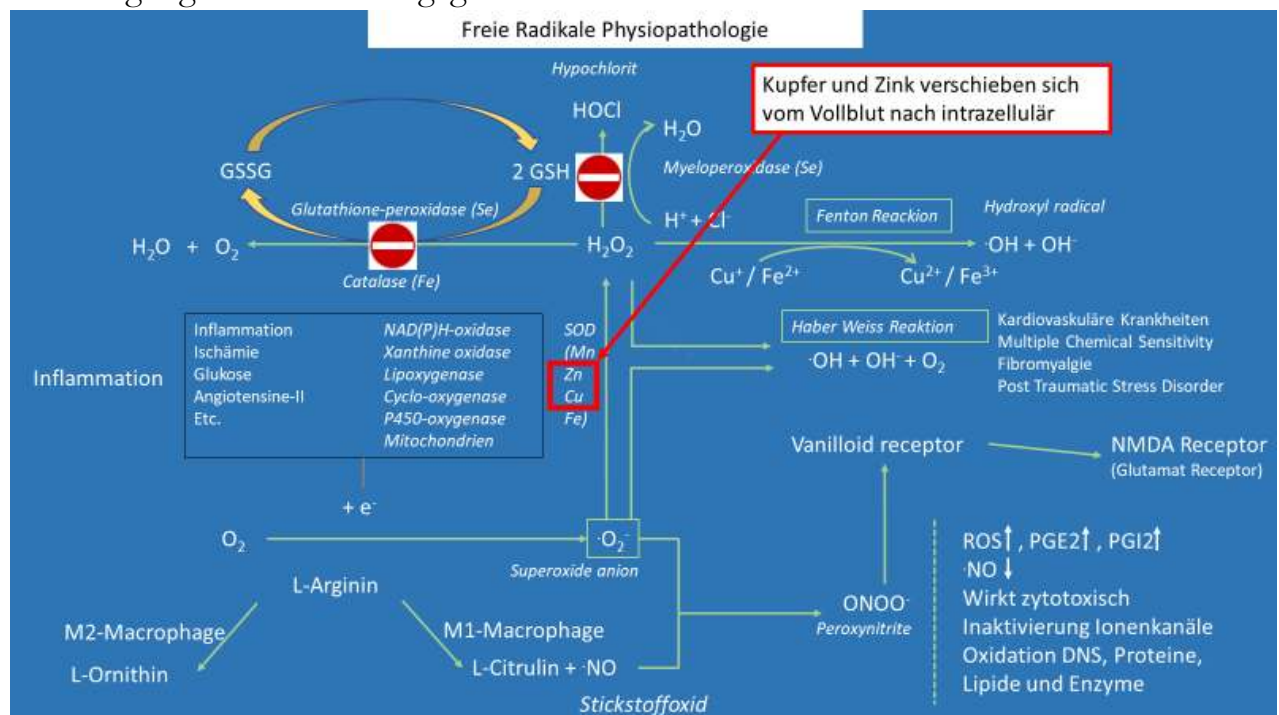 Freie Radikale Physiopathologie
Hypochlorit
Kupfer und Zink verschieben sich
vom Vollblut nach intrazellulär
HOCl
H₂O
GSSG
2 GSH
Myeloperoxidase (Se)
Glutathione-peroxidase (Se)
H⁺ + Cl⁻
Fenton Reackion
Hydroxyl radical
H₂O + O₂
H₂O₂
·OH + OH⁻
Catalase (Fe)
Cu⁺ / Fe²⁺
Cu²⁺ / Fe³⁺
Inflammation
Inflammation
Ischämie
Glukose
Angiotensine-II
Etc.
NAD(P)H-oxidase
Xanthine oxidase
Lipoxygenase
Cyclo-oxygenase
P450-oxygenase
Mitochondrien
SOD
(Mn
Zn
Cu
Fe)
Haber Weiss Reaktion
·OH + OH⁻ + O₂
Kardiovaskuläre Krankheiten
Multiple Chemical Sensitivity
Fibromyalgie
Post Traumatic Stress Disorder
Vanilloid receptor
NMDA Receptor
(Glutamat Receptor)
+ e⁻
O₂
·O₂⁻
Superoxide anion
L-Arginin
M2-Macrophage
M1-Macrophage
L-Ornithin
L-Citrulin + ·NO
Stickstoffoxid
ONOO⁻
Peroxynitrite
ROS↑ , PGE2↑ , PGI2↑
·NO ↓
Wirkt zytotoxisch
Inaktivierung Ionenkanäle
Oxidation DNS, Proteine,
Lipide und Enzyme